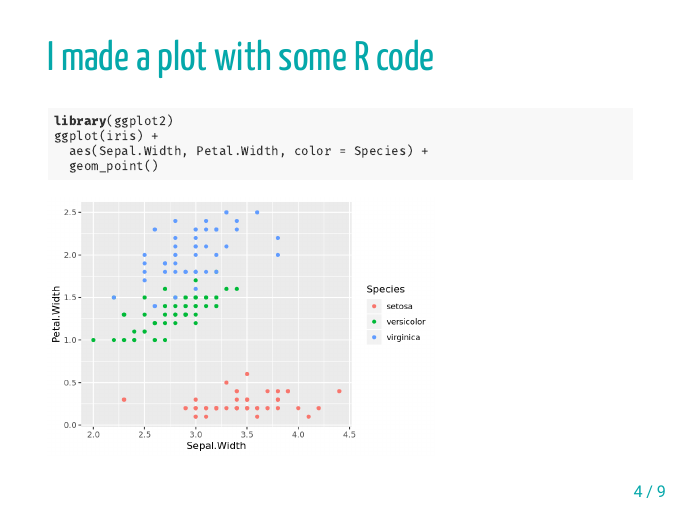 I made a plot with some R code
library(ggplot2)
ggplot(iris) +
  aes(Sepal.Width, Petal.Width, color = Species) +
  geom_point()
2.5
2.0
1.5
1.0
0.5
0.0
Petal.Width
2.0 2.5 3.0 3.5 4.0 4.5
Sepal.Width
Species
setosa
versicolor
virginica
4 / 9